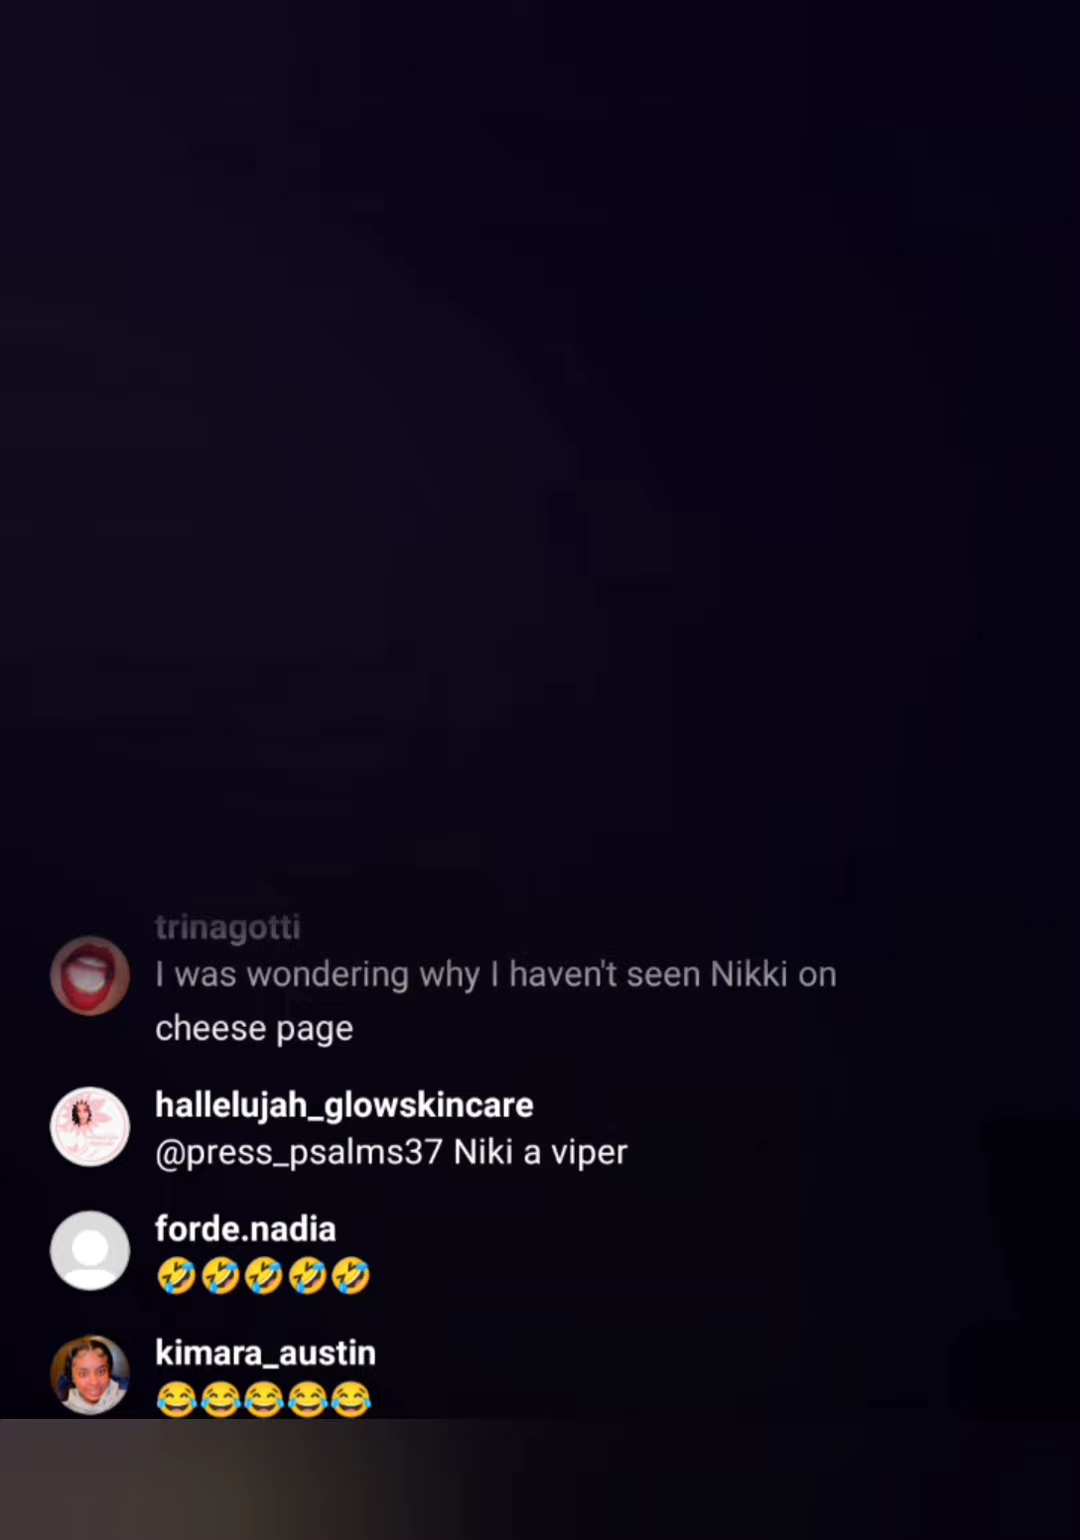 trinagotti
I was wondering why I haven't seen Nikki on
cheese page
hallelujah_glowskincare
@press_psalms37 Niki a viper
forde.nadia
🤣🤣🤣🤣🤣
kimara_austin
😂😂😂😂😂